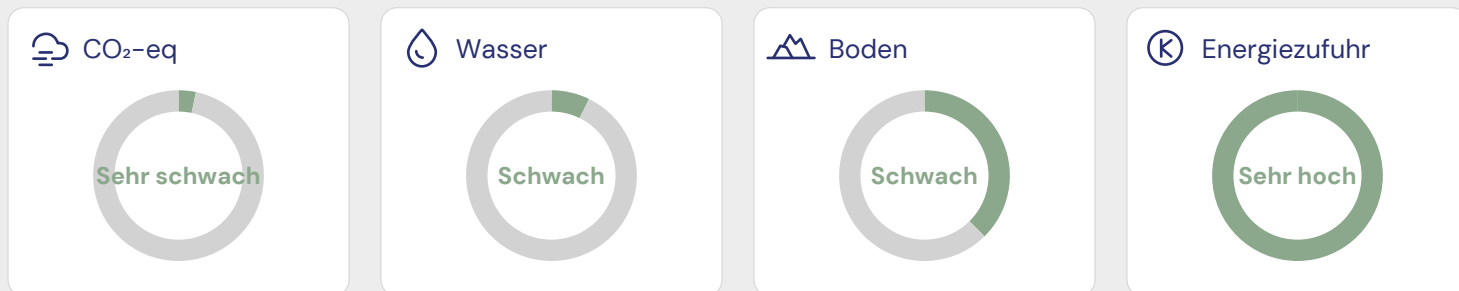 CO₂-eq
Sehr schwach
Wasser
Schwach
Boden
Schwach
Energiezufuhr
Sehr hoch